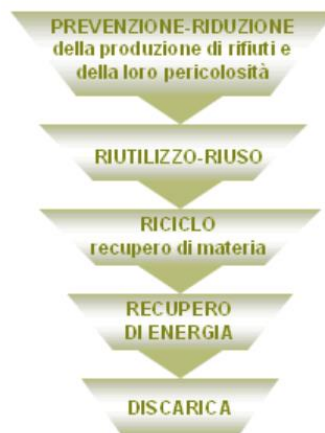 PREVENZIONE-RIDUZIONE
della produzione di rifiuti e
della loro pericolosità
RIUTILIZZO-RIUSO
RICICLO
recupero di materia
RECUPERO
DI ENERGIA
DISCARICA